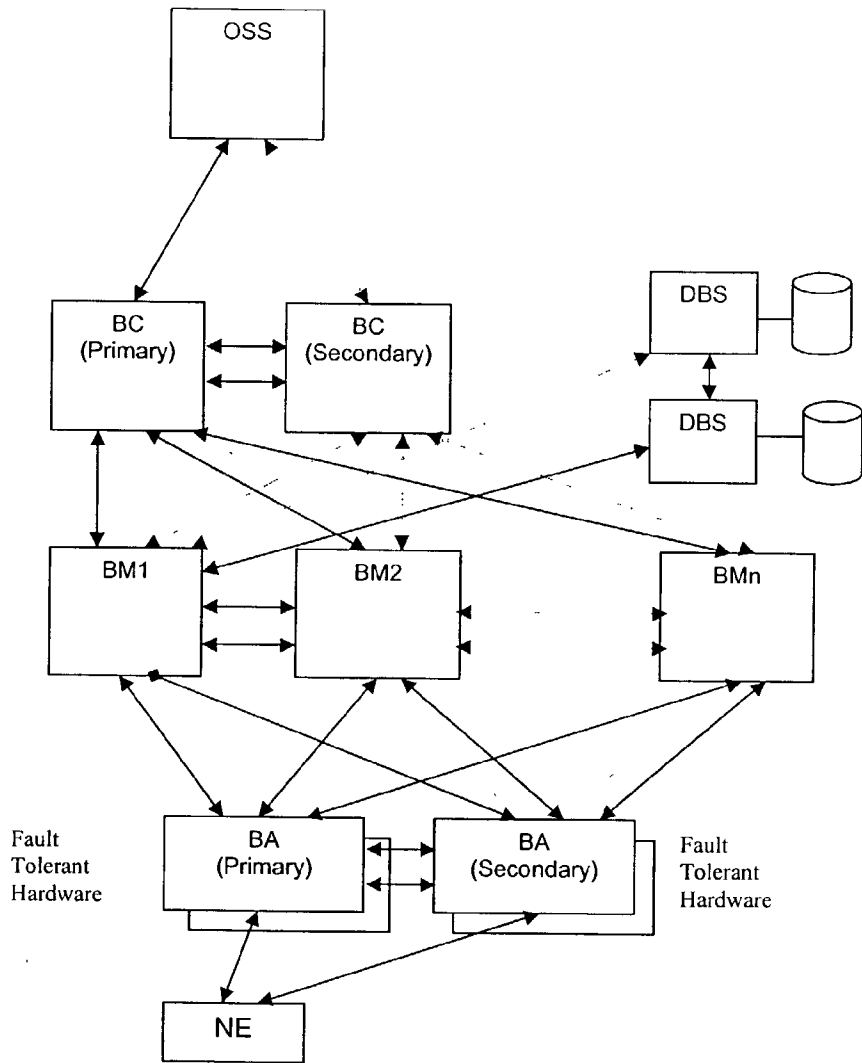 OSS
BC
(Primary)
BC
(Secondary)
DBS
DBS
BM1
BM2
BMn
Fault
Tolerant
Hardware
BA
(Primary)
BA
(Secondary)
Fault
Tolerant
Hardware
NE